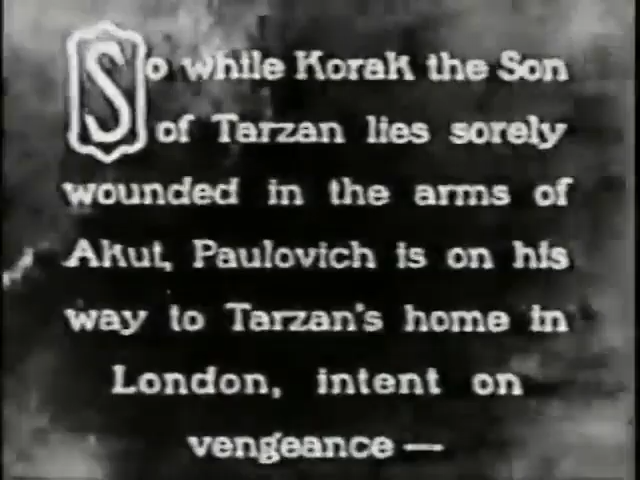 So while Korak the Son
of Tarzan lies sorely
wounded in the arms of
Akut, Paulovich is on his
way to Tarzan's home in
London, intent on
vengeance —